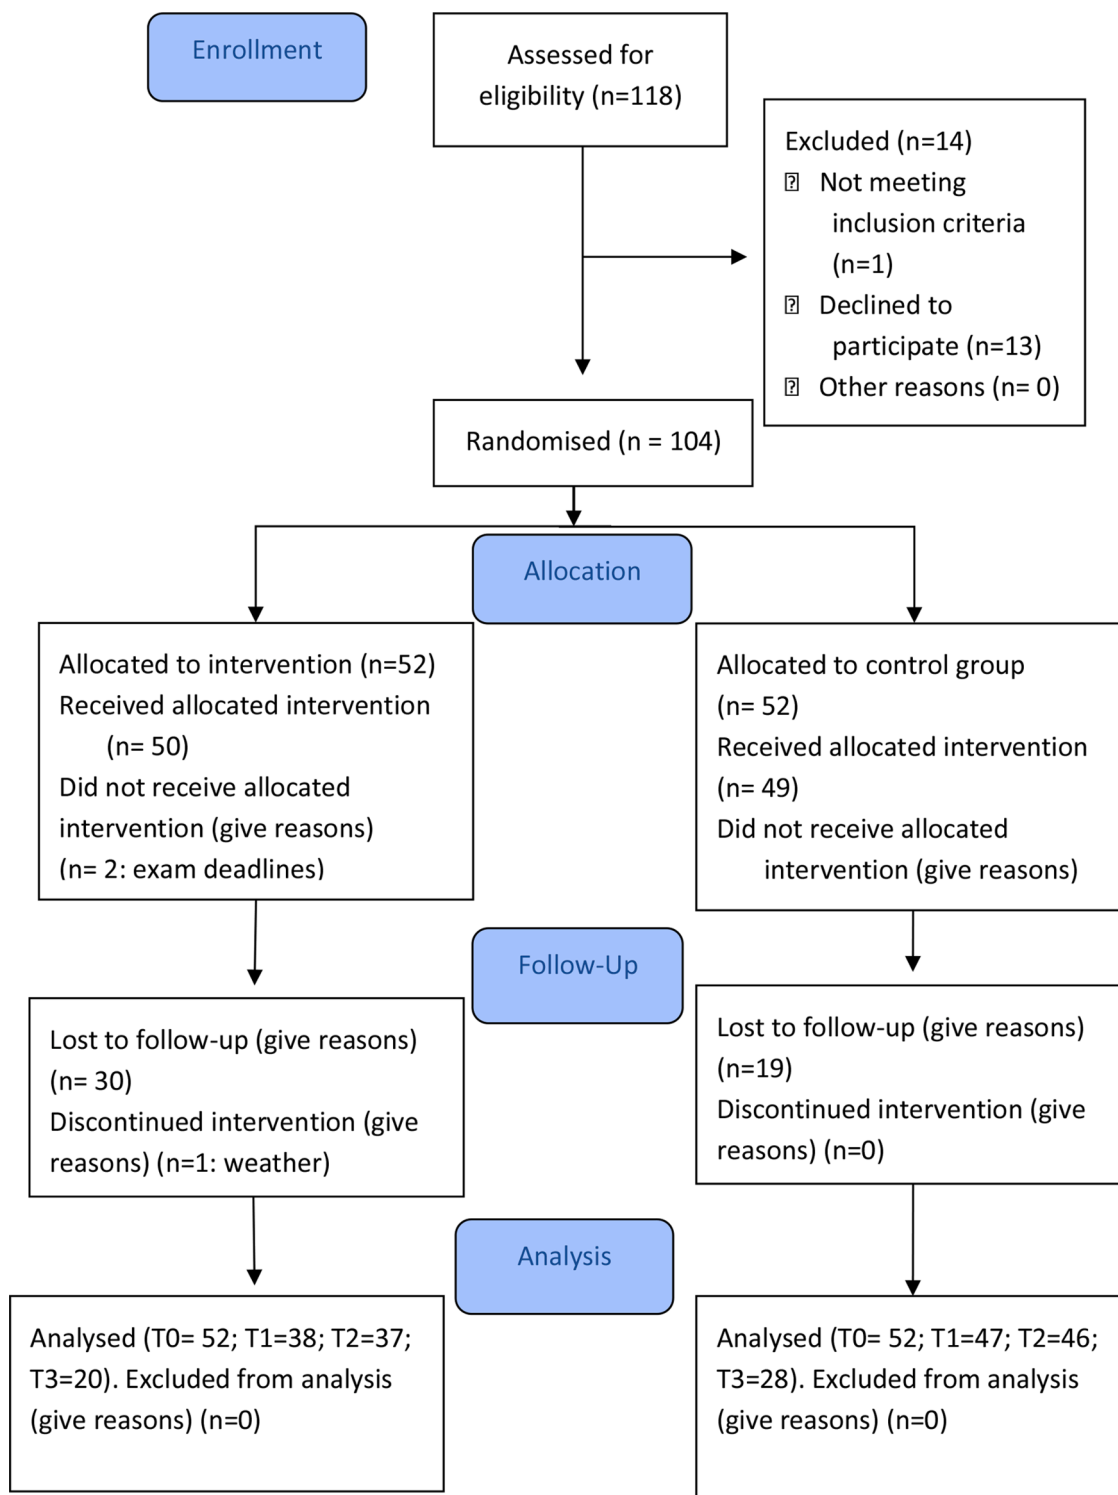 Enrollment
Assessed for
eligibility (n=118)
Excluded (n=14)
Not meeting
inclusion criteria
(n=1)
Declined to
participate (n=13)
Other reasons (n= 0)
Randomised (n = 104)
Allocation
Allocated to intervention (n=52)
Received allocated intervention
(n= 50)
Did not receive allocated
intervention (give reasons)
(n= 2: exam deadlines)
Allocated to control group
(n= 52)
Received allocated intervention
(n= 49)
Did not receive allocated
intervention (give reasons)
Follow-Up
Lost to follow-up (give reasons)
(n= 30)
Discontinued intervention (give
reasons) (n=1: weather)
Lost to follow-up (give reasons)
(n=19)
Discontinued intervention (give
reasons) (n=0)
Analysis
Analysed (T0= 52; T1=38; T2=37;
T3=20). Excluded from analysis
(give reasons) (n=0)
Analysed (T0= 52; T1=47; T2=46;
T3=28). Excluded from analysis
(give reasons) (n=0)